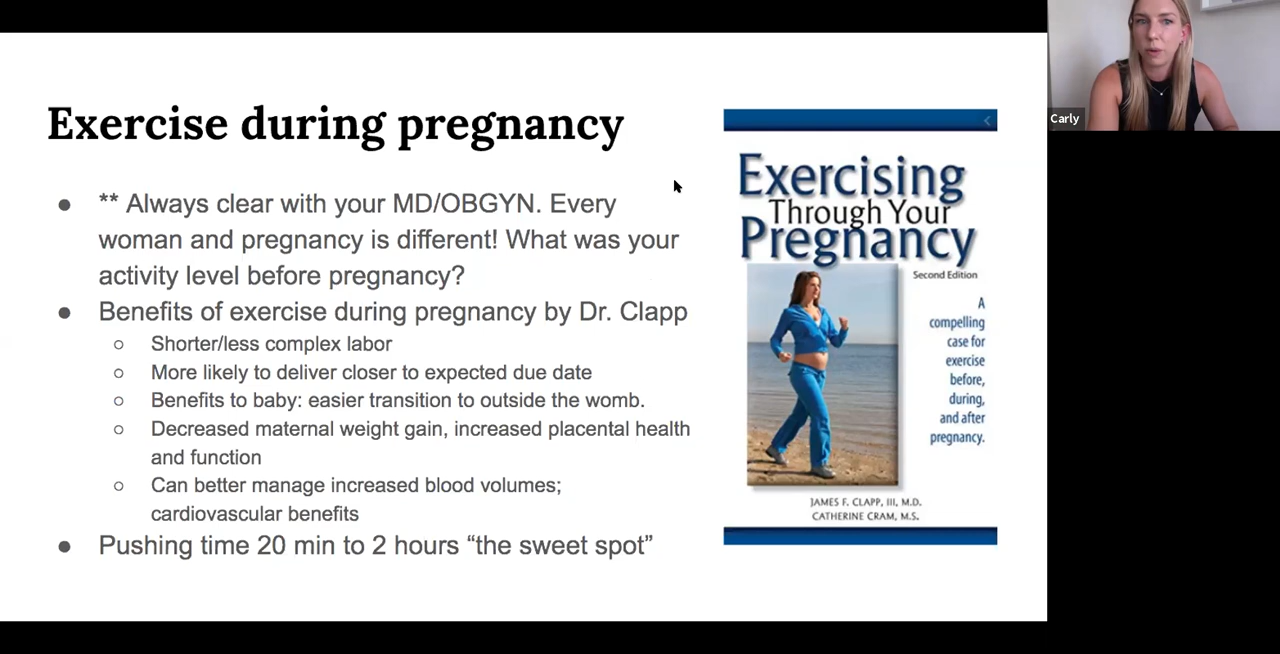 Exercise during pregnancy
● ** Always clear with your MD/OBGYN. Every
woman and pregnancy is different! What was your
activity level before pregnancy?
● Benefits of exercise during pregnancy by Dr. Clapp
○ Shorter/less complex labor
○ More likely to deliver closer to expected due date
○ Benefits to baby: easier transition to outside the womb.
○ Decreased maternal weight gain, increased placental health
and function
○ Can better manage increased blood volumes;
cardiovascular benefits
● Pushing time 20 min to 2 hours “the sweet spot”
Exercising
Through Your
Pregnancy
Second Edition
A
compelling
case for
exercise
before,
during,
and after
pregnancy.
JAMES F. CLAPP, III, M.D.
CATHERINE CRAM, M.S.
Carly